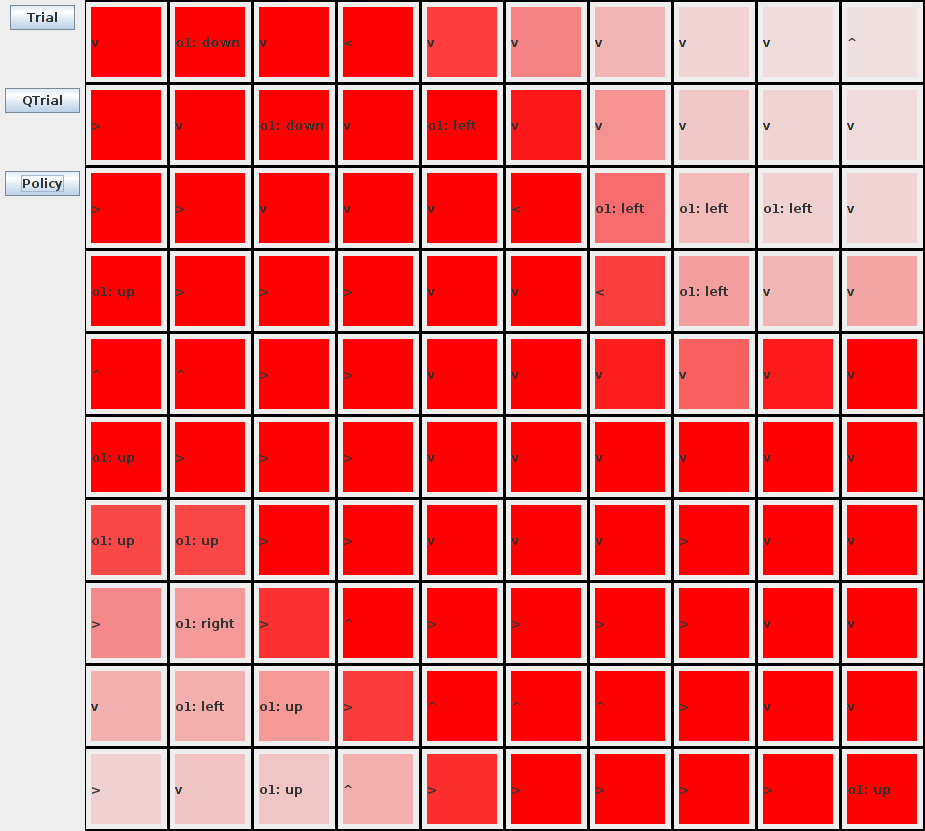 Trial v o1: down v < v v v v v ^
QTrial > v o1: down v o1: left v v v v v
Policy > > v v v < o1: left o1: left o1: left v
o1: up > > > v v < o1: left v v
^ ^ > > v v v v v v
o1: up > > > v v v v v v
o1: up o1: up > > v v v > v v
> o1: right > ^ > > > > v v
v o1: left o1: up > ^ ^ ^ > v v
> v o1: up ^ > > > > > o1: up